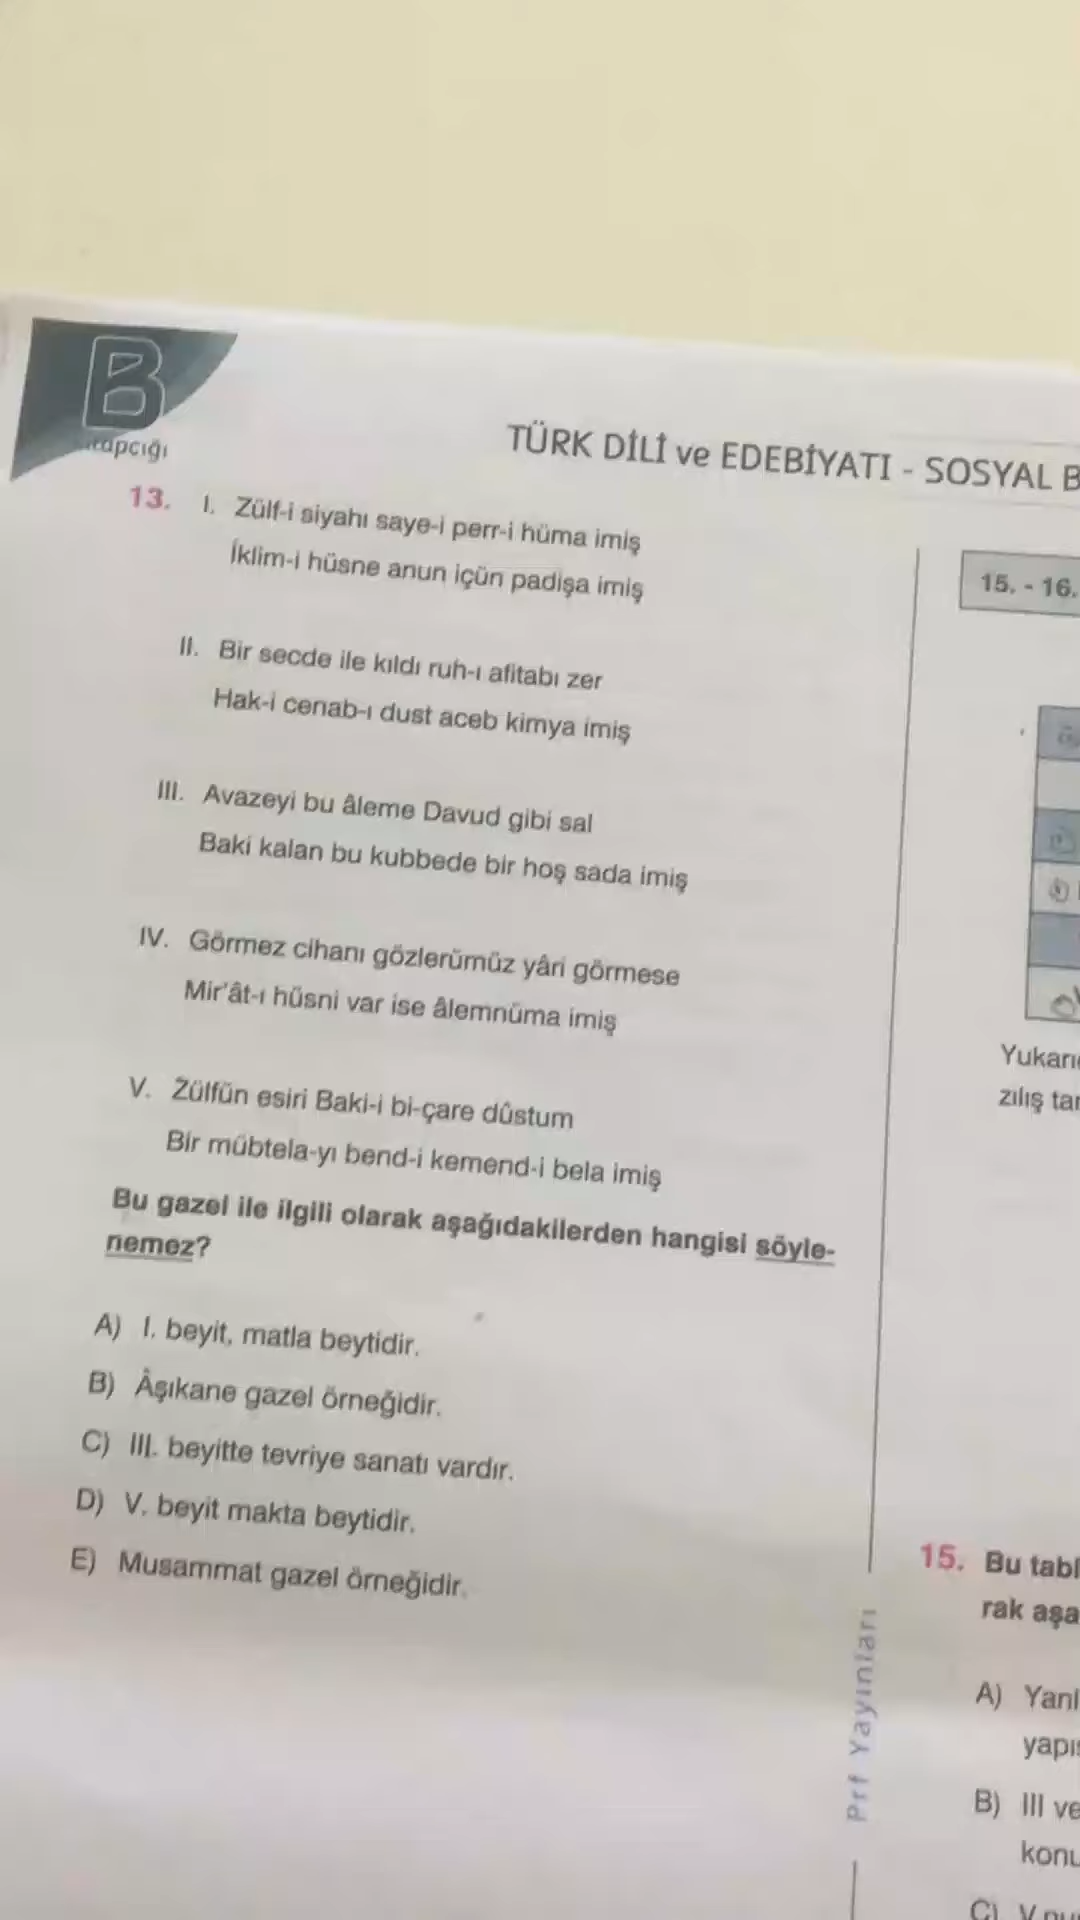 B
TÜRK DİLİ ve EDEBİYATI - SOSYAL B
13. I. Zülf-i siyahı saye-i perr-i hüma imiş
İklim-i hüsne anun içün padişa imiş
II. Bir secde ile kıldı ruh-ı afitabı zer
Hak-i cenab-ı dust aceb kimya imiş
III. Avazeyi bu âleme Davud gibi sal
Baki kalan bu kubbede bir hoş sada imiş
IV. Görmez cihanı gözlerümüz yâri görmese
Mir'ât-ı hüsni var ise âlemnüma imiş
V. Zülfün esiri Baki-i bi-çare dûstum
Bir mübtela-yı bend-i kemend-i bela imiş
Bu gazel ile ilgili olarak aşağıdakilerden hangisi söyle-
nemez?
A) I. beyit, matla beytidir.
B) Âşıkane gazel örneğidir.
C) III. beyitte tevriye sanatı vardır.
D) V. beyit makta beytidir.
E) Musammat gazel örneğidir.
Prf Yayınları
15. - 16.
zılış
15. Bu tabl
rak aşa
A) Yanl
yapıs
B) III ve
konu
C) V